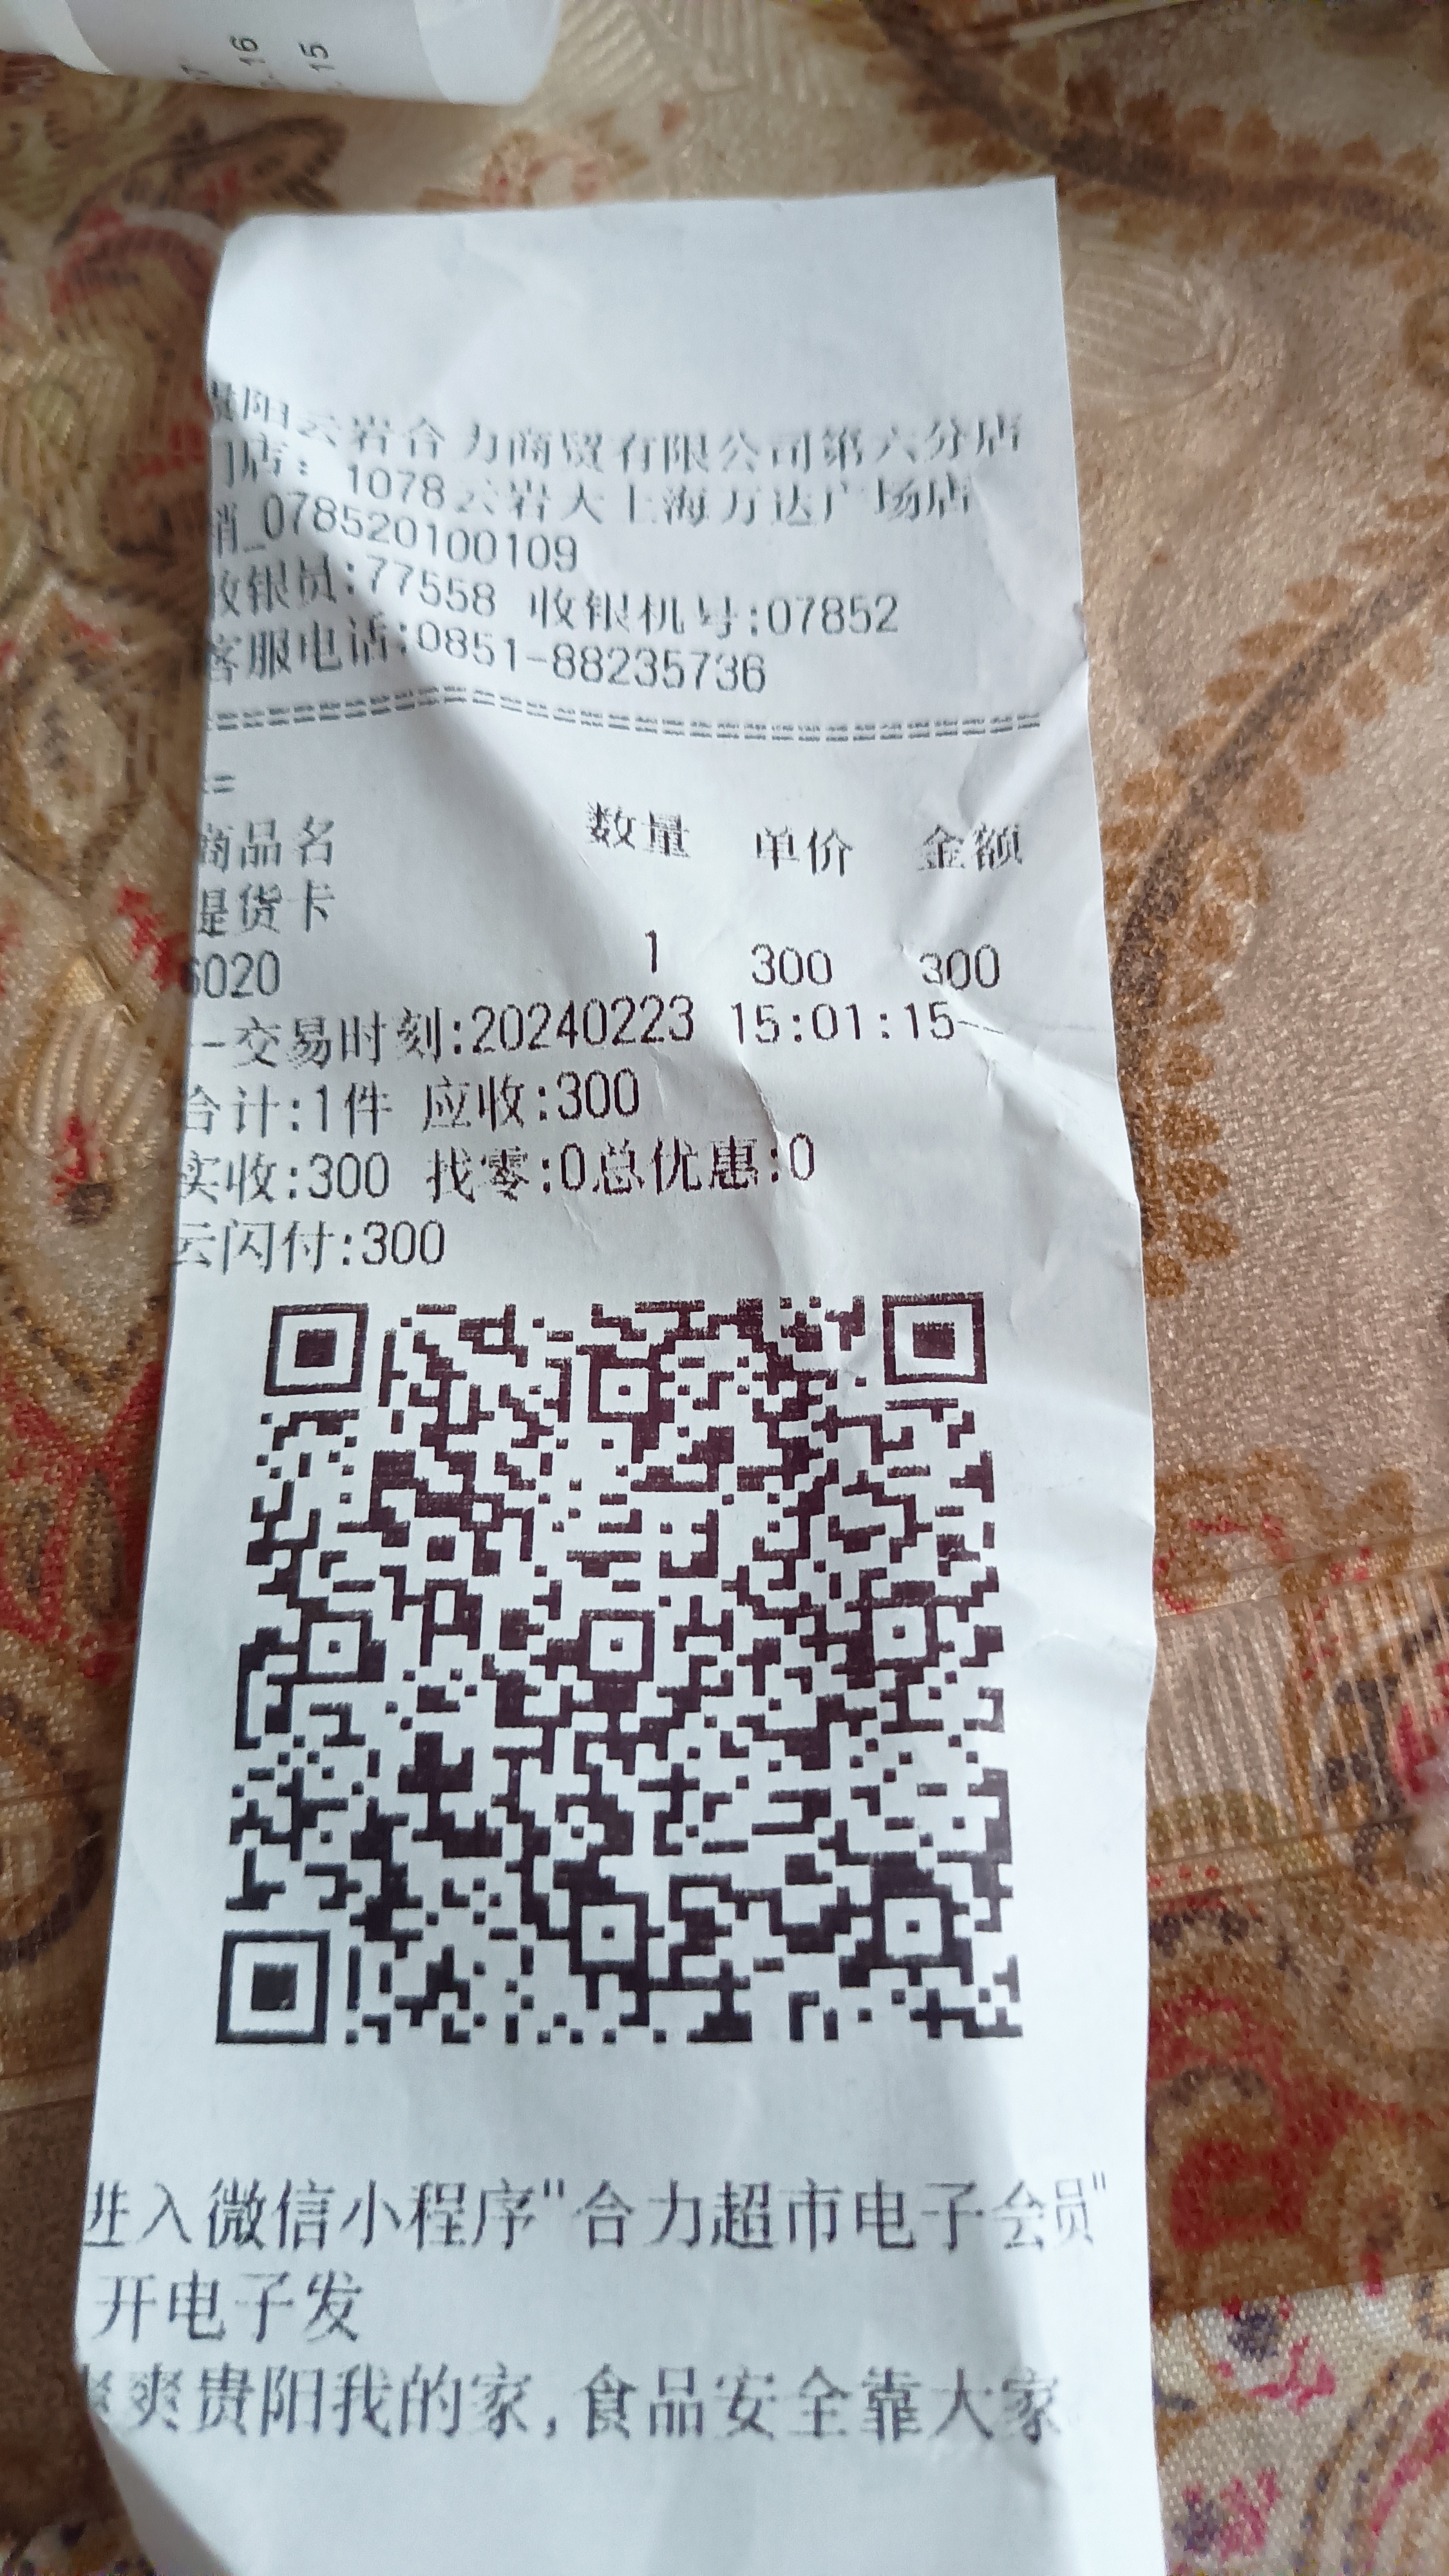 16
15
贵阳云岩合力商贸有限公司第六分店
门店：1078云岩大上海万达广场店
销_078520100109
收银员:77558 收银机号:07852
客服电话:0851-88235736
==============================
==
商品名 数量 单价 金额
提货卡
6020 1 300 300
--交易时刻:20240223 15:01:15--
合计:1件 应收:300
实收:300 找零:0总优惠:0
云闪付:300
进入微信小程序"合力超市电子会员"
开电子发
爽爽贵阳我的家,食品安全靠大家